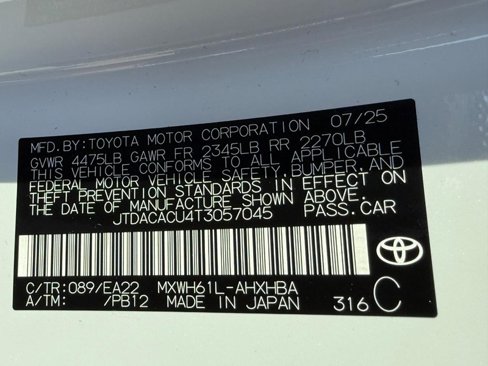 MFD.BY:TOYOTA MOTOR CORPORATION 07/25
GVWR 4475LB GAWR FR 2345LB RR 2270LB
THIS VEHICLE CONFORMS TO ALL APPLICABLE
FEDERAL MOTOR VEHICLE SAFETY,BUMPER,AND
THEFT PREVENTION STANDARDS IN EFFECT ON
THE DATE OF MANUFACTURE SHOWN ABOVE.
JTDACACU4T3057045 PASS.CAR
C/TR:089/EA22 MXWH61L-AHXHBA
A/TM: /PB12 MADE IN JAPAN 316 C